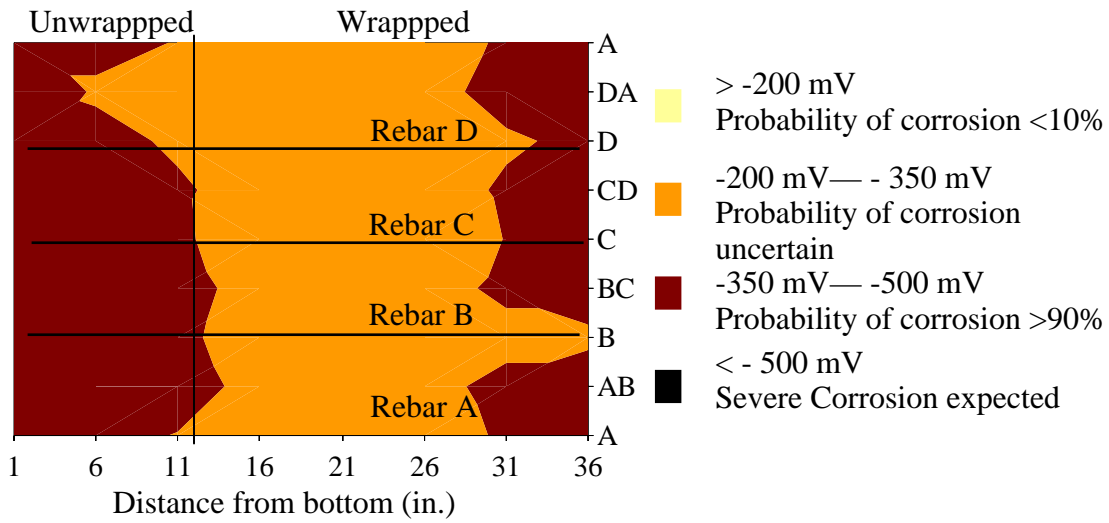 Unwrappped Wrappped
A
DA
D
CD
C
BC
B
AB
A
Rebar D
Rebar C
Rebar B
Rebar A
1 6 11 16 21 26 31 36
Distance from bottom (in.)
> -200 mV
Probability of corrosion <10%
-200 mV— - 350 mV
Probability of corrosion
uncertain
-350 mV— -500 mV
Probability of corrosion >90%
< - 500 mV
Severe Corrosion expected